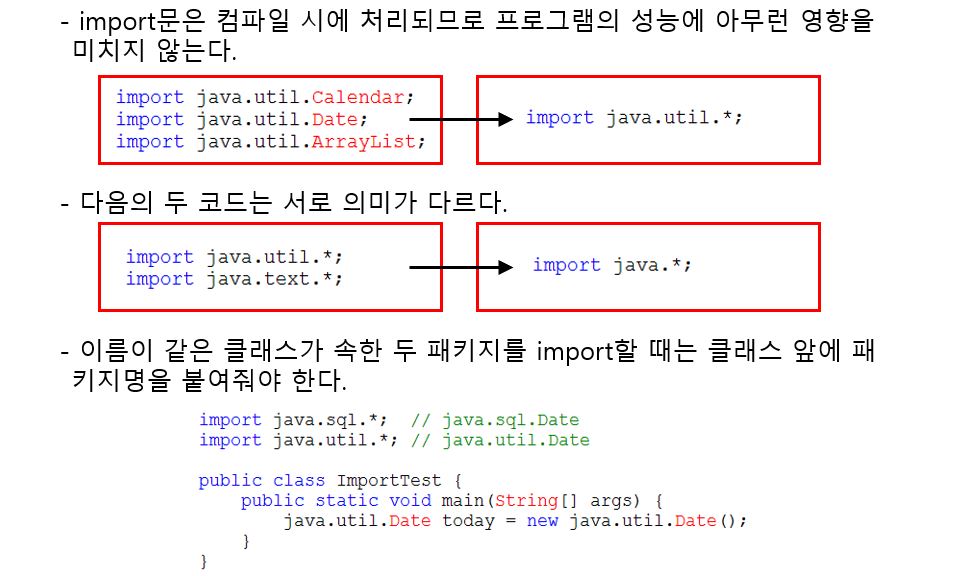 - import문은 컴파일 시에 처리되므로 프로그램의 성능에 아무런 영향을
미치지 않는다.
import java.util.Calendar;
import java.util.Date;
import java.util.ArrayList;
import java.util.*;
- 다음의 두 코드는 서로 의미가 다르다.
import java.util.*;
import java.text.*;
import java.*;
- 이름이 같은 클래스가 속한 두 패키지를 import할 때는 클래스 앞에 패
키지명을 붙여줘야 한다.
import java.sql.*;  // java.sql.Date
import java.util.*; // java.util.Date
public class ImportTest {
    public static void main(String[] args) {
        java.util.Date today = new java.util.Date();
    }
}